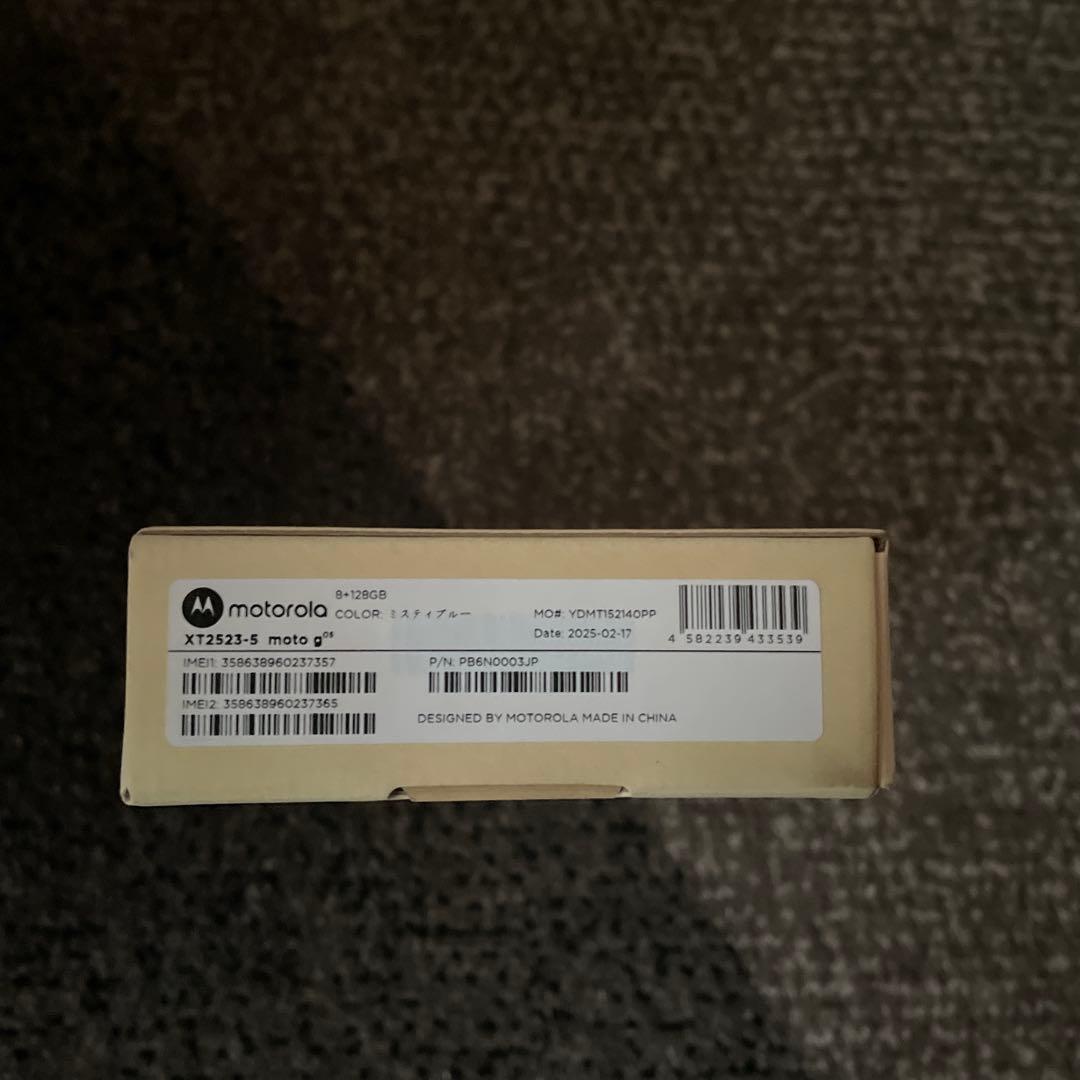 motorola
8+128GB
COLOR: ミスティブルー
XT2523-5 moto g05
MO#: YDMT152140PP
Date: 2025-02-17
4 582239 433539
IMEI1: 358638960237357
IMEI2: 358638960237365
P/N: PB6N0003JP
DESIGNED BY MOTOROLA MADE IN CHINA